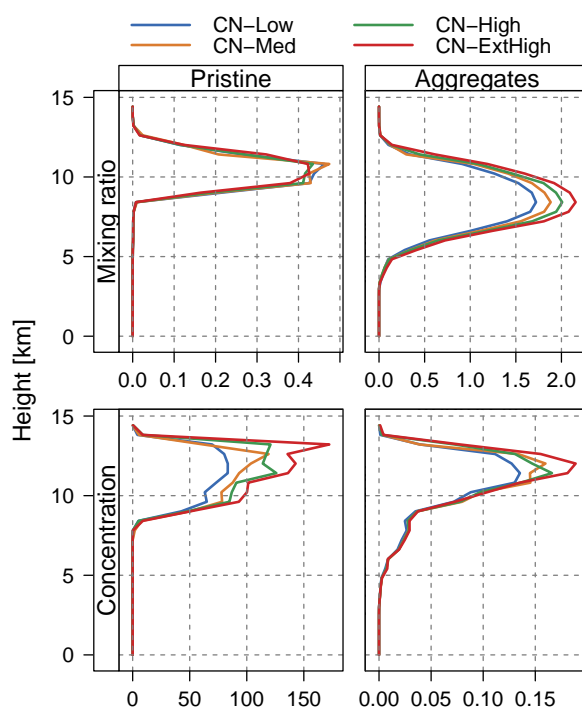 CN−Low CN−High
CN−Med CN−ExtHigh
Pristine Aggregates
Height [km]
Mixing ratio
15
10
5
0
0.0 0.1 0.2 0.3 0.4 0.0 0.5 1.0 1.5 2.0
Concentration
15
10
5
0
0 50 100 150 0.00 0.05 0.15